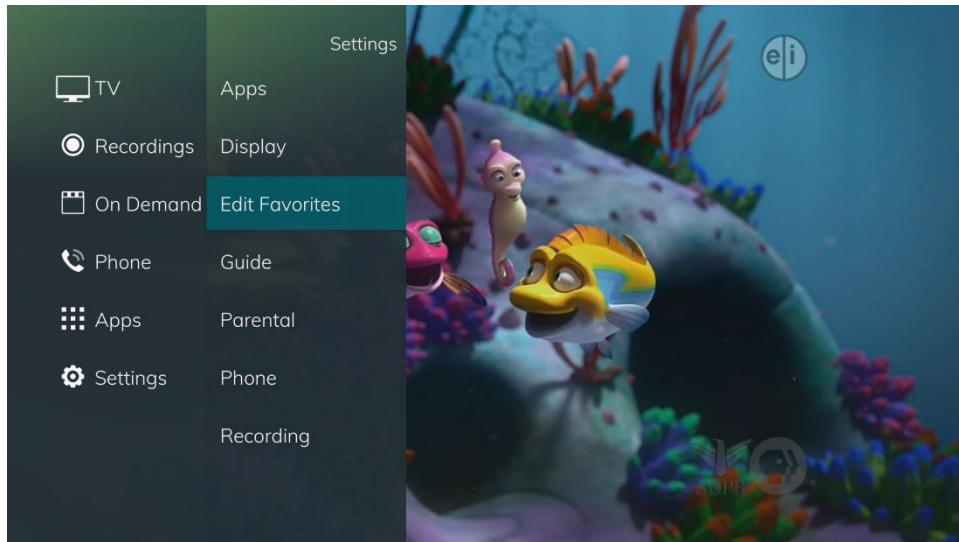 Settings
TV
Recordings
On Demand
Phone
Apps
Settings
Apps
Display
Edit Favorites
Guide
Parental
Phone
Recording
e/i